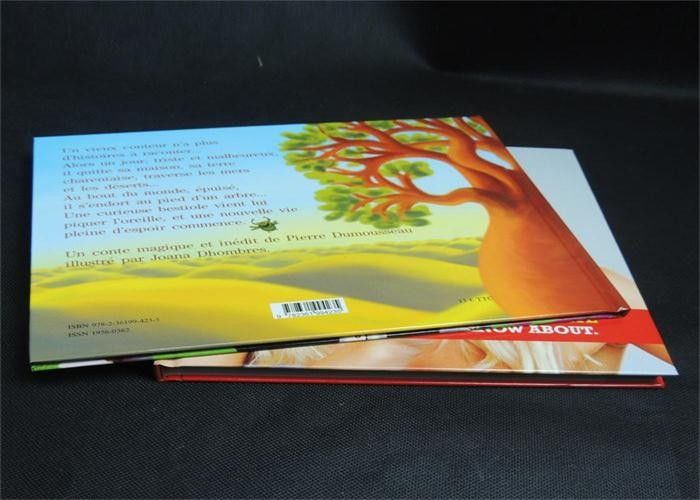 Un vieux conteur n'a plus
d'histoires à raconter...
Alors un jour, triste et malheureux,
il quitte sa maison, sa terre
charentaise, traverse les mers
et les déserts...
Au bout du monde, épuisé,
il s'endort au pied d'un arbre...
Une curieuse bestiole vient lui
piquer l'oreille, et une nouvelle vie
pleine d'espoir commence.
Un conte magique et inédit de Pierre Dumousseau
illustré par Joana Dhombres.
ISBN 978-2-36199-423-5
ISSN 1956-0362
9 782361 994235
KNOW ABOUT.